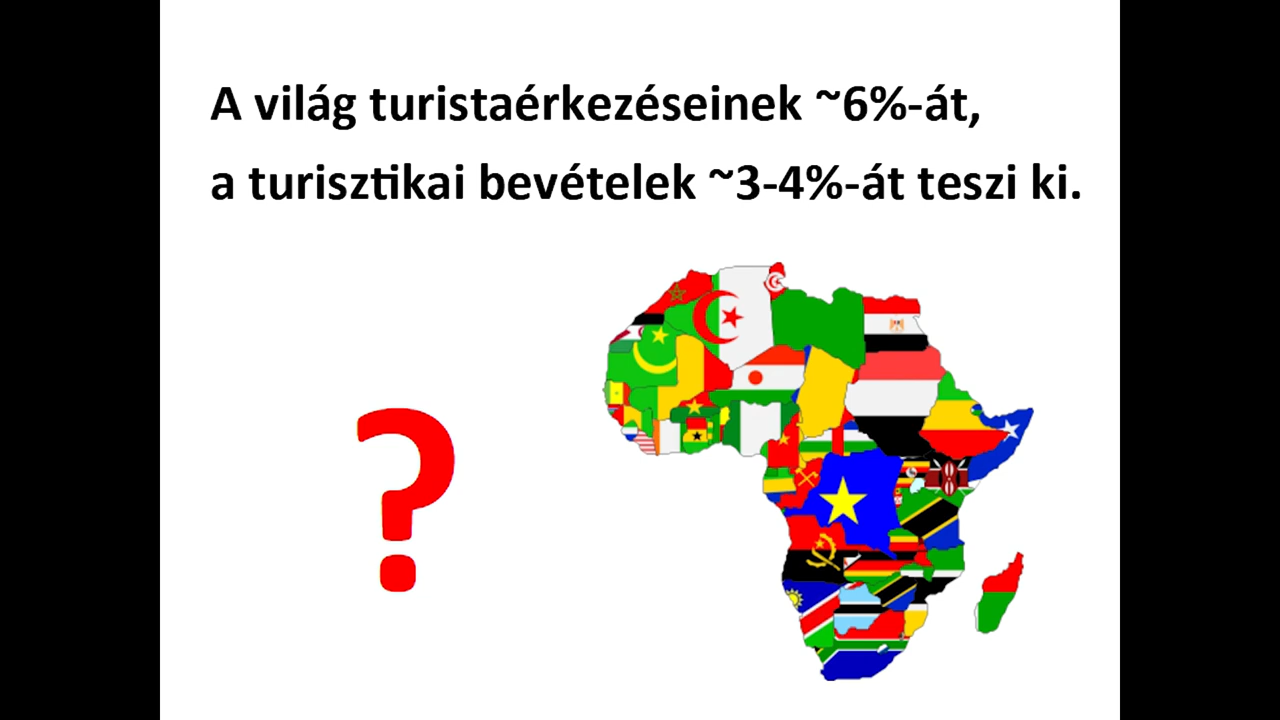 A világ turistaérkezéseinek ~6%-át,
a turisztikai bevételek ~3-4%-át teszi ki.
?